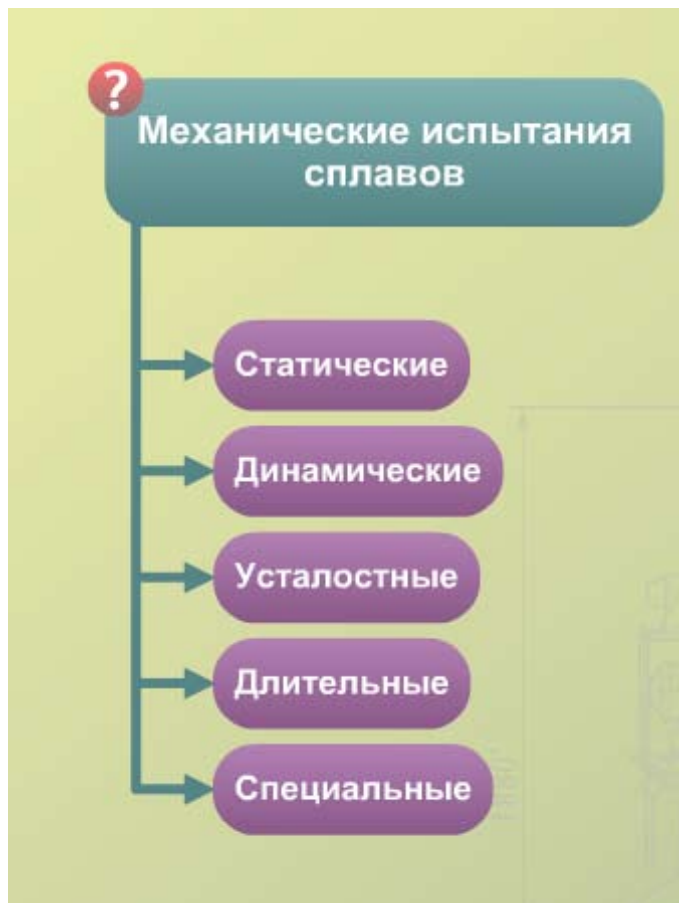 ?
Механические испытания
сплавов
Статические
Динамические
Усталостные
Длительные
Специальные